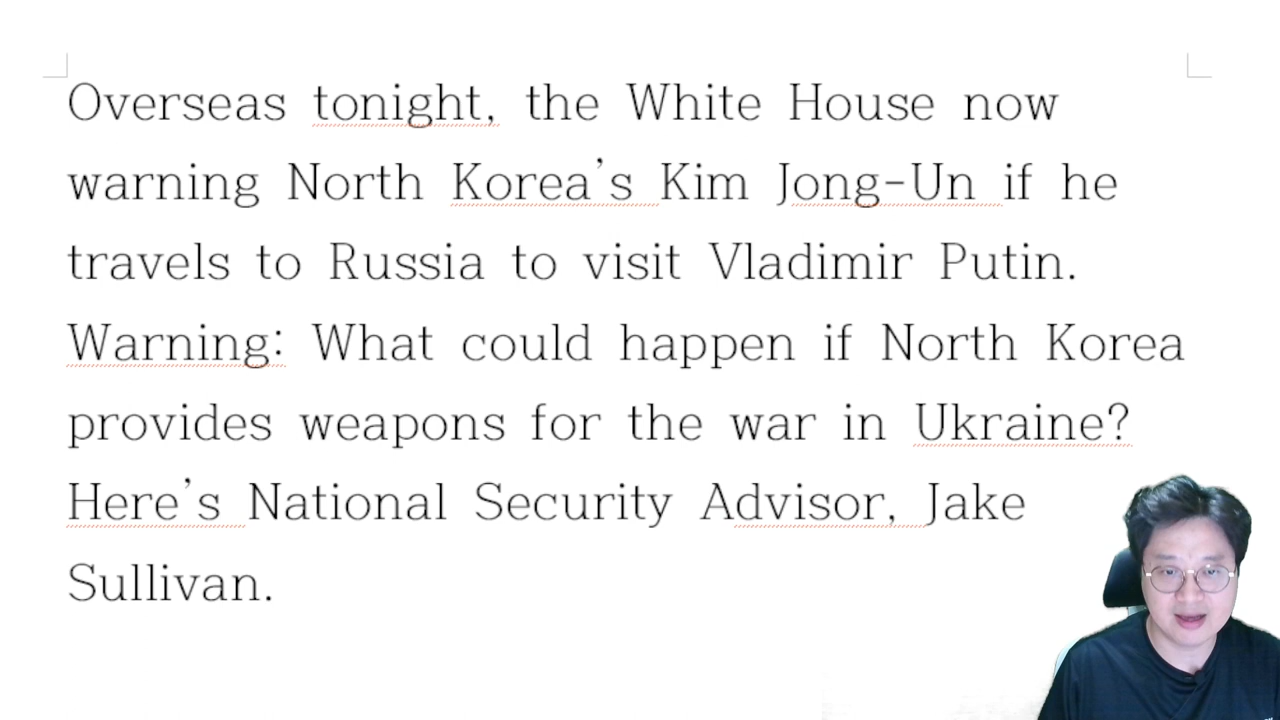 Overseas tonight, the White House now
warning North Korea's Kim Jong-Un if he
travels to Russia to visit Vladimir Putin.
Warning: What could happen if North Korea
provides weapons for the war in Ukraine?
Here's National Security Advisor, Jake
Sullivan.